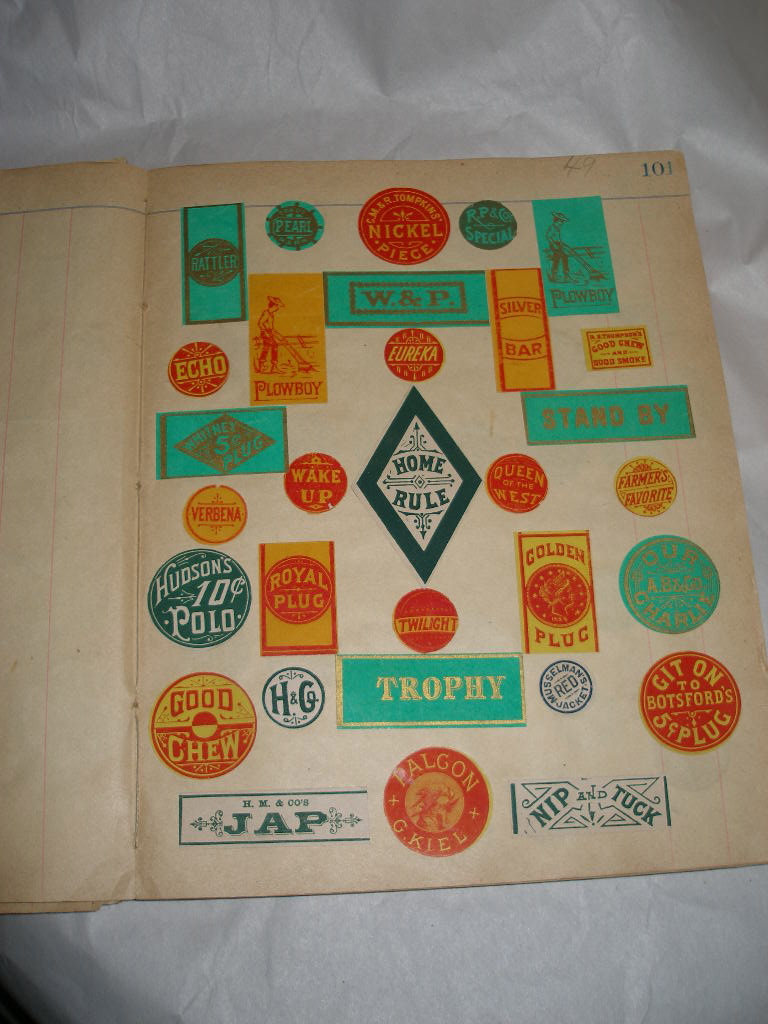 49
101
RATTLER
PEARL
C.M. & R. TOMPKINS'
NICKEL
PIECE
R.P. & Co
SPECIAL
PLOWBOY
PLOWBOY
W. & P.
SILVER
BAR
ECHO
EUREKA
GOOD CHEW
AND
GOOD SMOKE
WHITNEY
5¢
PLUG
STAND BY
HOME
RULE
WAKE
UP
QUEEN
OF THE
WEST
FARMER'S
FAVORITE
VERBENA
HUDSON'S
10¢
POLO.
ROYAL
PLUG
TWILIGHT
GOLDEN
PLUG
OUR
A.B. & Co
CHARLIE
GOOD
CHEW
H & G
TROPHY
MUSSELMAN'S
RED
JACKET
GIT ON
TO
BOTSFORD'S
5¢ PLUG
H. M. & CO'S
JAP
G. KIEL
NIP AND TUCK